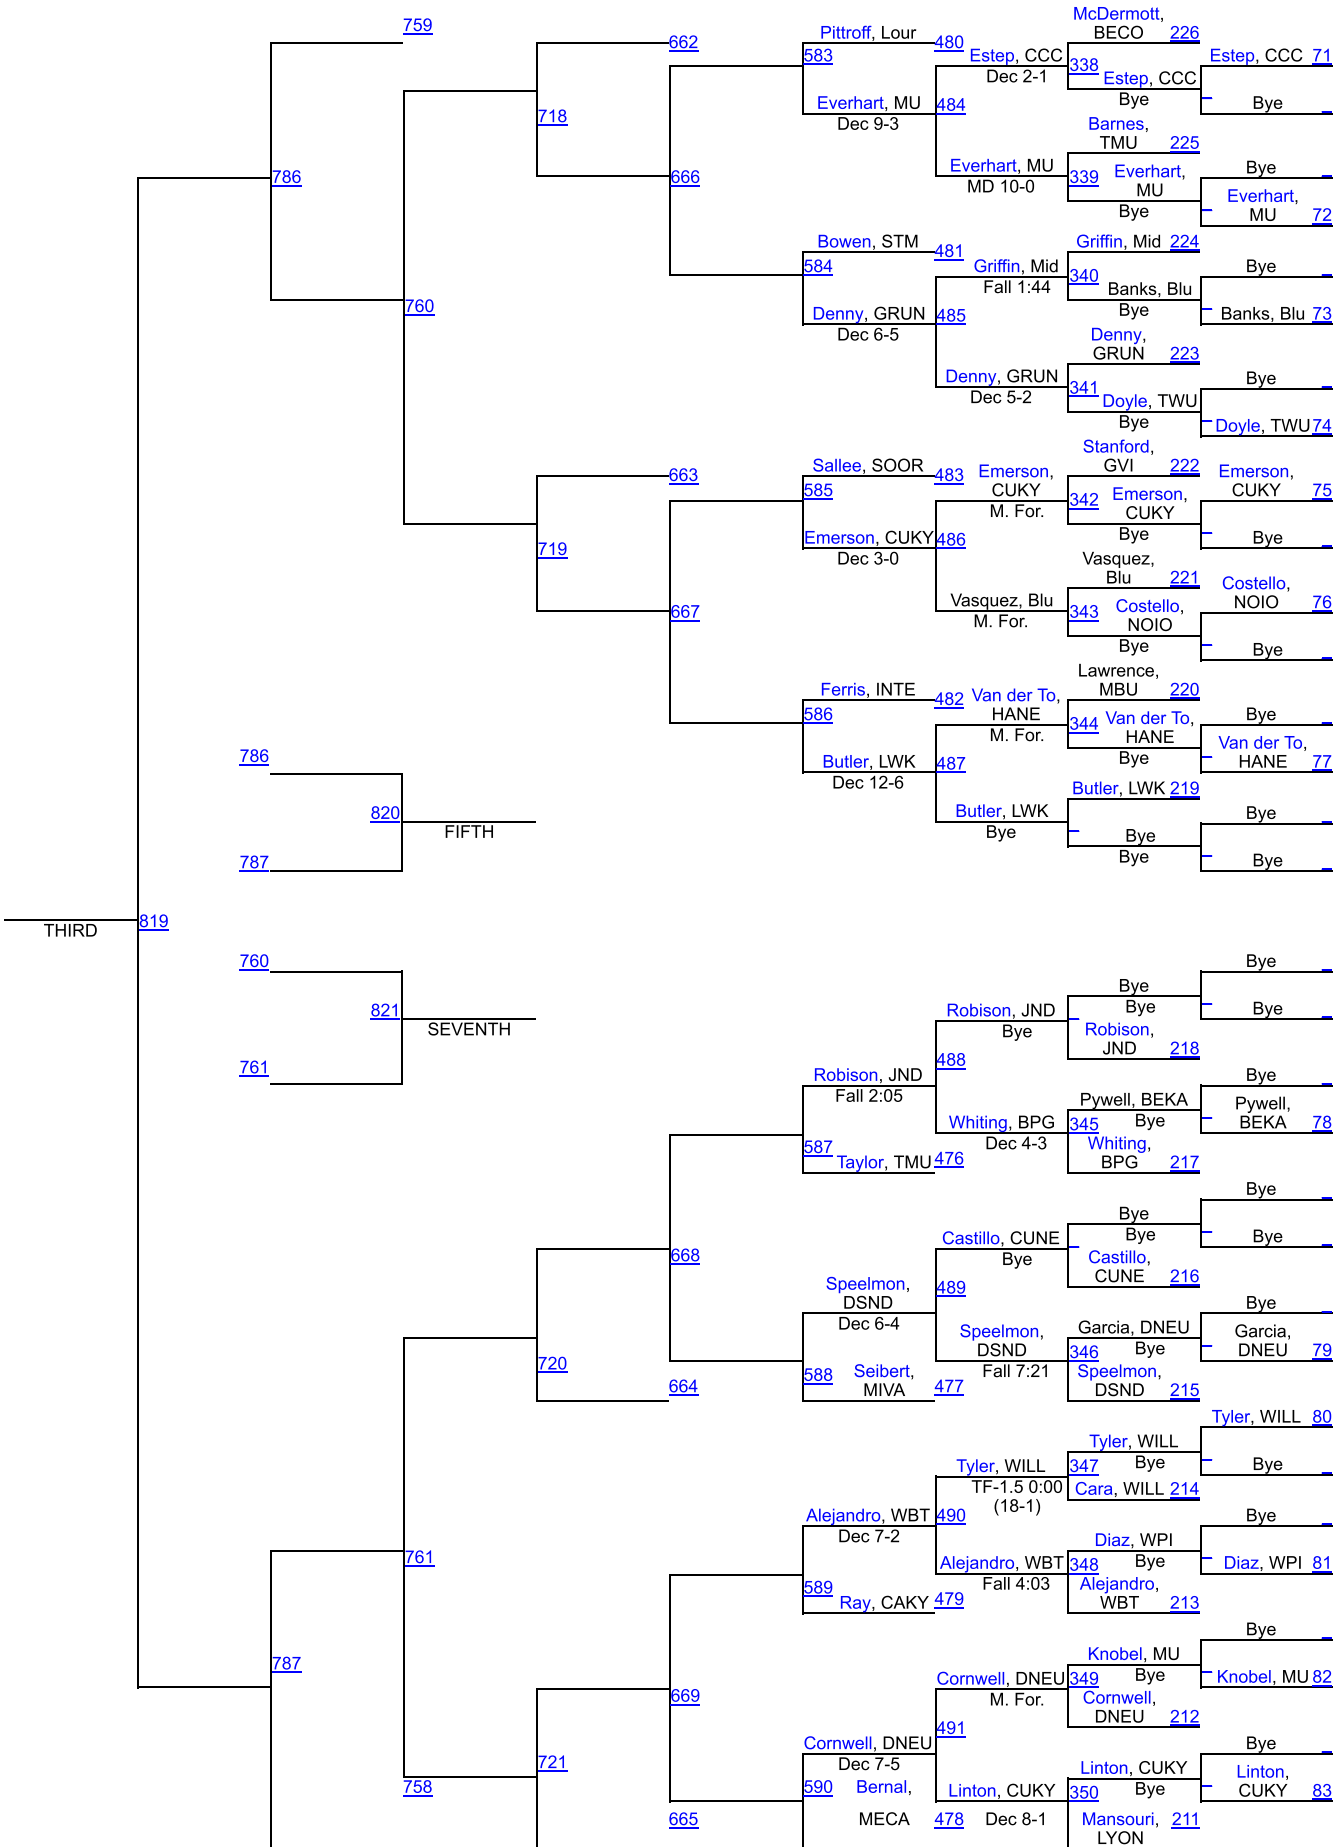 McDermott,
759
Pittroff, Lour
BECO 226
662
480
583
Estep, CCC
Estep, CCC 71
338
Dec 2-1
Estep, CCC
Everhart, MU
484
Bye
Bye
718
Dec 9-3
Barnes,
TMU 225
Everhart, MU
Bye
786
666
339
Everhart,
MD 10-0
MU
Everhart,
Bye
MU 72
Bowen, STM
481
Griffin, Mid 224
584
Griffin, Mid
Bye
340
Fall 1:44
Banks, Blu
760
Denny, GRUN
485
Bye
Banks, Blu 73
Dec 6-5
Denny,
GRUN 223
Denny, GRUN
Bye
341
Dec 5-2
Doyle, TWU
Bye
Doyle, TWU 74
Stanford,
663
Sallee, SOOR
483
GVI 222
585
Emerson,
Emerson,
CUKY
CUKY 75
342
Emerson,
M. For.
CUKY
719
Emerson, CUKY
486
Bye
Bye
Dec 3-0
Vasquez,
Blu 221
Costello,
Vasquez, Blu
NOIO 76
667
343
Costello,
M. For.
NOIO
Bye
Bye
Lawrence,
Ferris, INTE
482
MBU 220
586
Van der To,
HANE
Bye
344
Van der To,
M. For.
HANE
Van der To,
786
Butler, LWK
487
Bye
HANE 77
Dec 12-6
Butler, LWK 219
820
Butler, LWK
Bye
FIFTH
Bye
Bye
787
Bye
Bye
THIRD
819
760
Bye
Bye
821
Robison, JND
Bye
Bye
SEVENTH
Bye
Robison,
JND 218
761
Robison, JND
488
Bye
Fall 2:05
Pywell, BEKA
Pywell,
Whiting, BPG
345
Bye
BEKA 78
Dec 4-3
Whiting,
587
Taylor, TMU
476
BPG 217
Bye
Bye
Castillo, CUNE
Bye
Bye
668
Bye
Castillo,
Speelmon,
489
CUNE 216
DSND
Bye
Dec 6-4
Speelmon,
Garcia, DNEU
Garcia,
DSND
346
Bye
DNEU 79
720
Fall 7:21
Speelmon,
664
588
Seibert,
MIVA
477
DSND 215
Tyler, WILL 80
Tyler, WILL
Tyler, WILL
347
Bye
Bye
TF-1.5 0:00
Cara, WILL 214
(18-1)
Alejandro, WBT
490
Bye
Dec 7-2
Diaz, WPI
761
Alejandro, WBT
348
Bye
Diaz, WPI 81
Fall 4:03
Alejandro,
589
Ray, CAKY
479
WBT 213
Bye
787
Knobel, MU
Cornwell, DNEU
349
Bye
Knobel, MU 82
669
M. For.
Cornwell,
DNEU 212
491
Cornwell, DNEU
Bye
721
Dec 7-5
Linton, CUKY
Linton,
758
590
Bernal,
Linton, CUKY
350
Bye
CUKY 83
665
MECA
478
Dec 8-1
Mansouri,
211
LYON